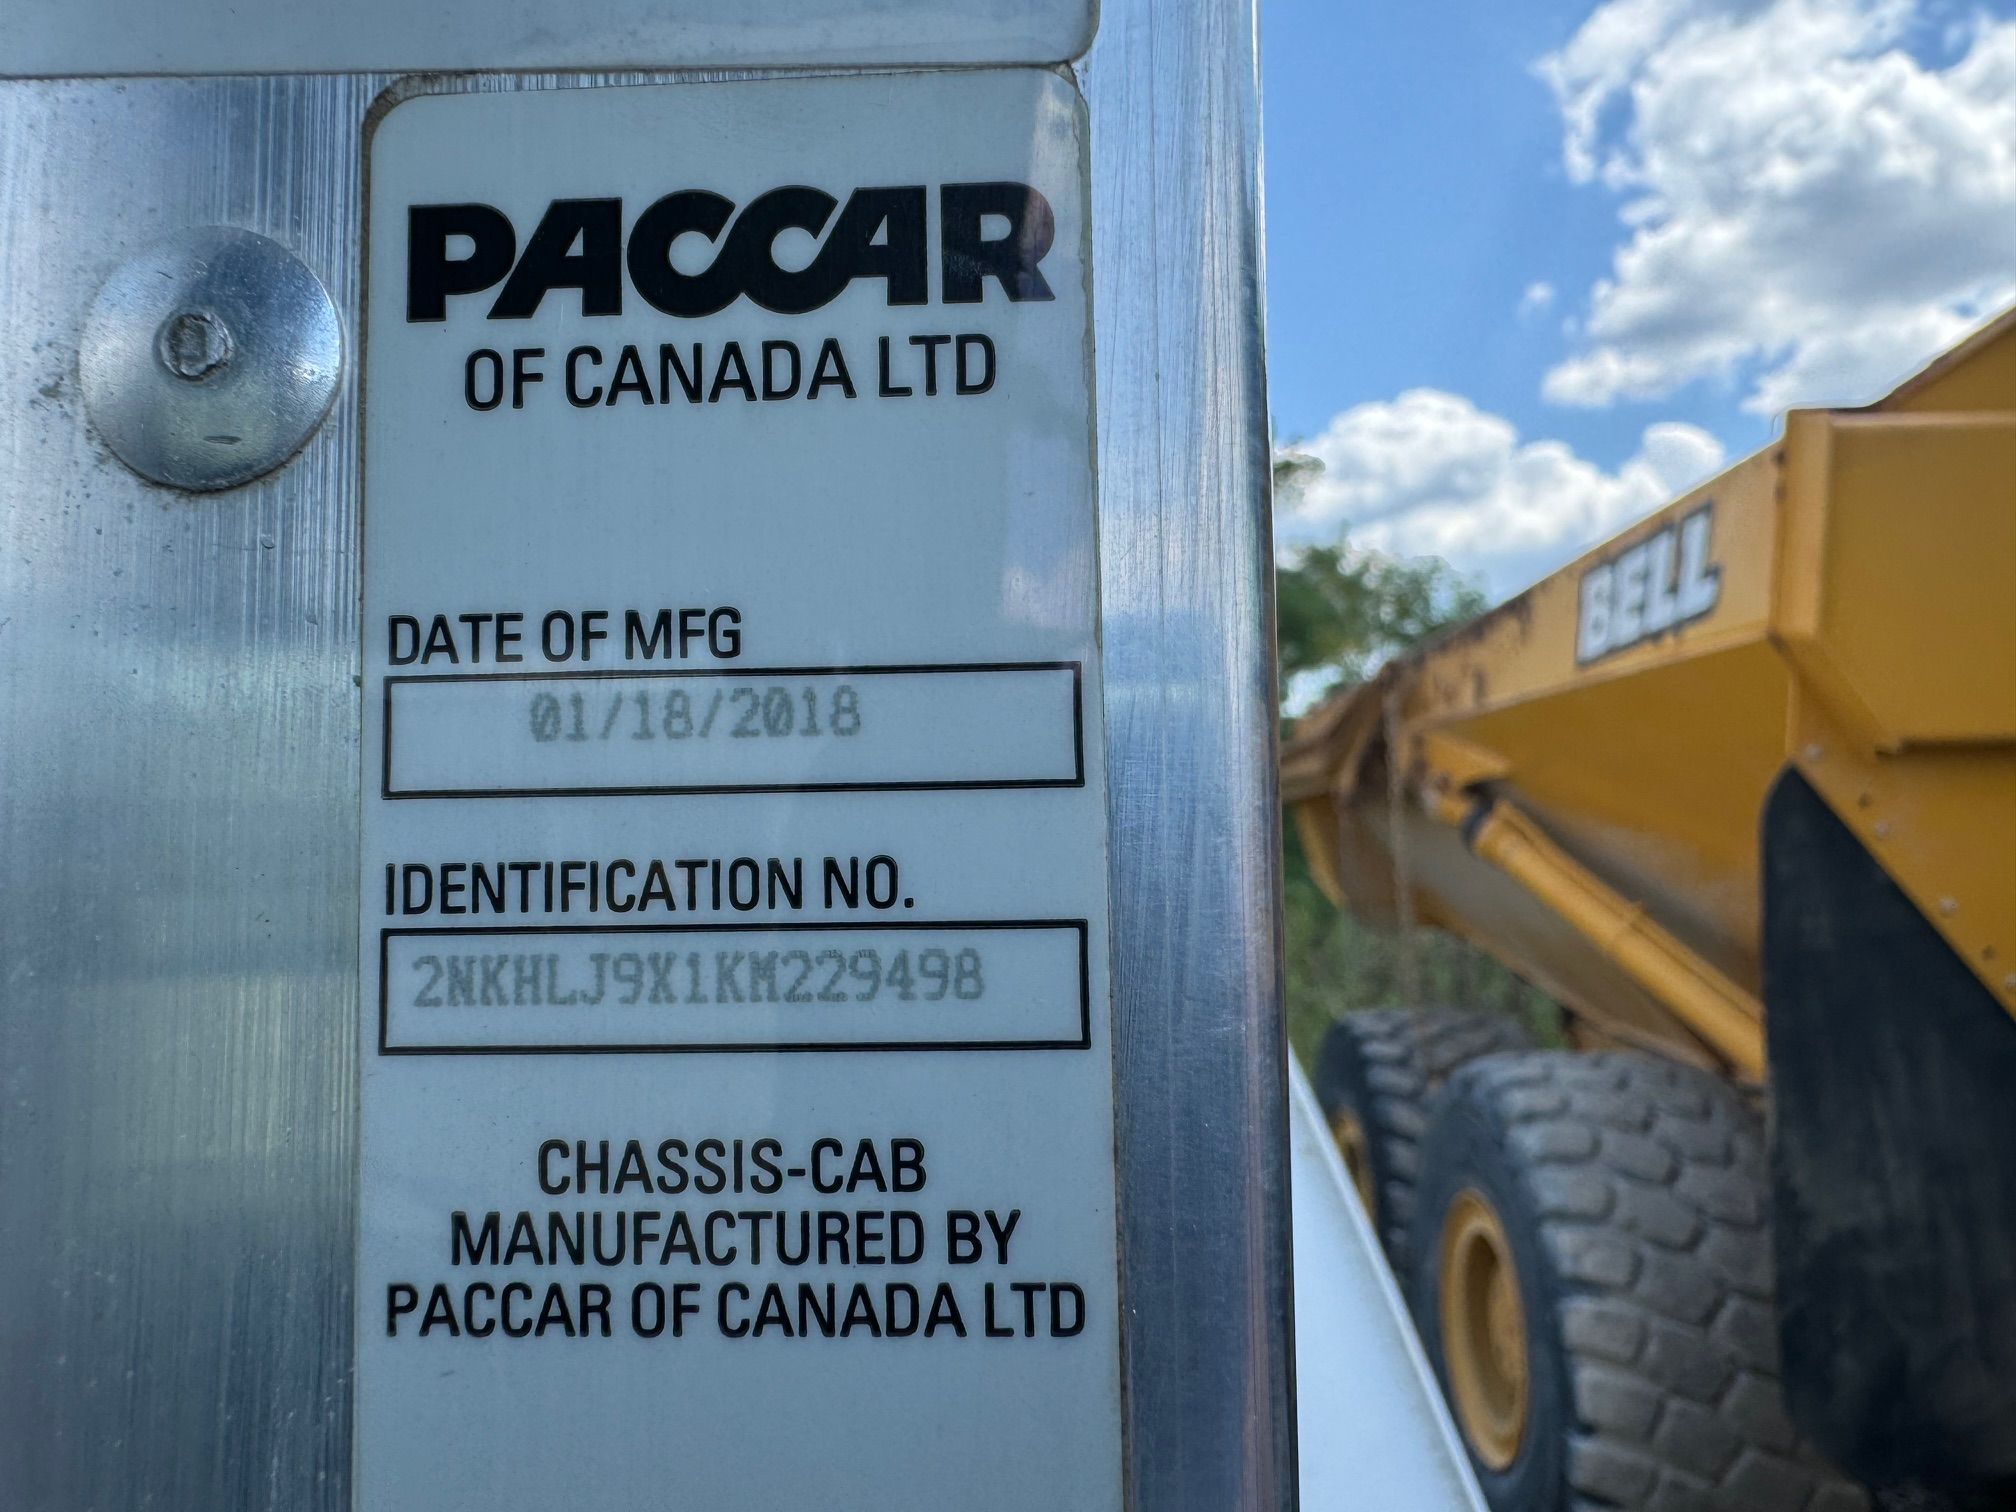 PACCAR
OF CANADA LTD
DATE OF MFG
01/18/2018
IDENTIFICATION NO.
2NKHLJ9X1KM229498
CHASSIS-CAB
MANUFACTURED BY
PACCAR OF CANADA LTD
BELL